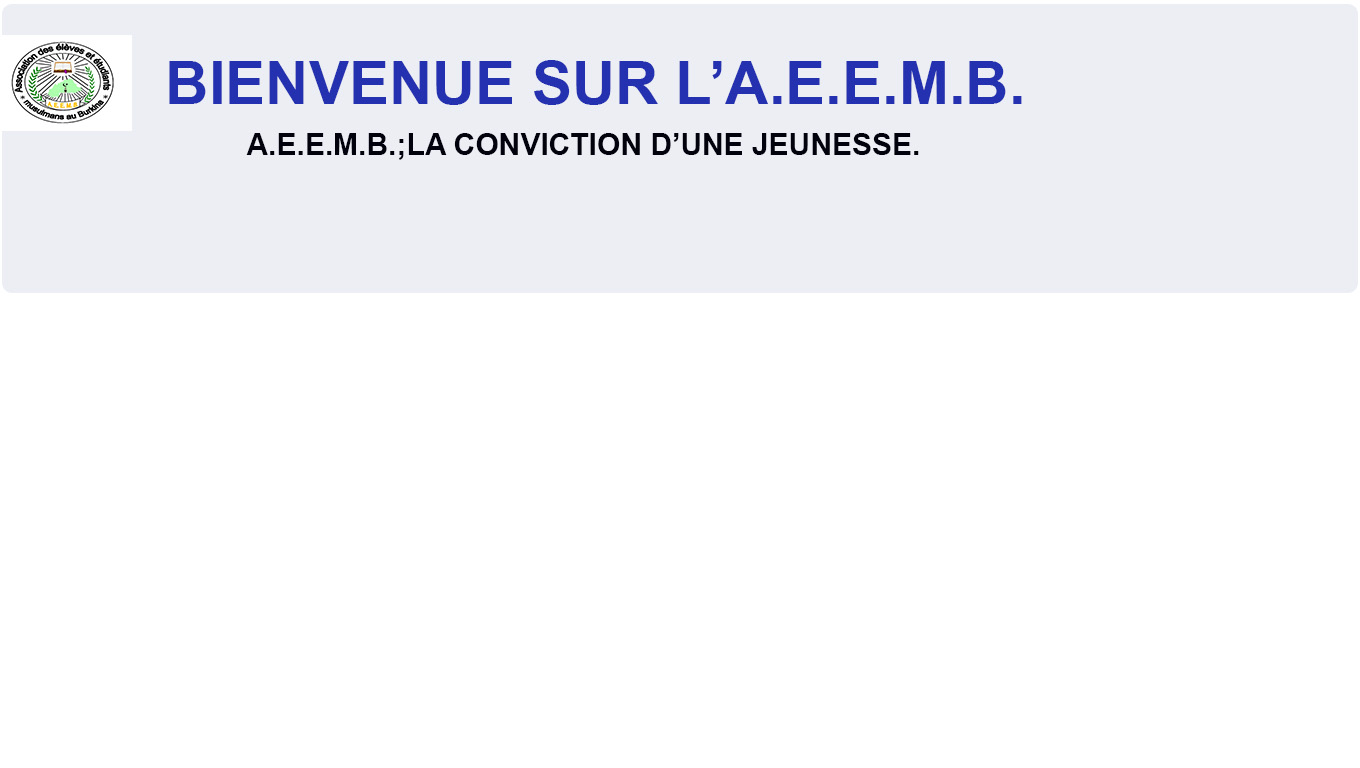 Association des élèves et étudiants
musulmans au Burkina
A.E.E.M.B
BIENVENUE SUR L’A.E.E.M.B.
A.E.E.M.B.;LA CONVICTION D’UNE JEUNESSE.